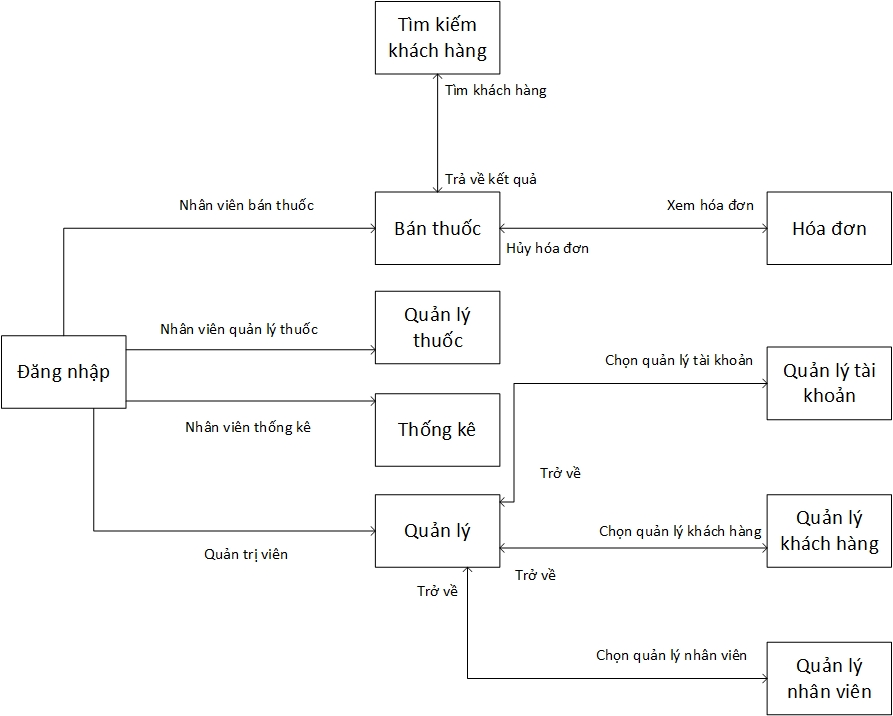 Tìm kiếm
khách hàng
Tìm khách hàng
Trả về kết quả
Nhân viên bán thuốc
Xem hóa đơn
Bán thuốc
Hóa đơn
Hủy hóa đơn
Quản lý
thuốc
Nhân viên quản lý thuốc
Đăng nhập
Chọn quản lý tài khoản
Quản lý tài
khoản
Nhân viên thống kê
Thống kê
Trở về
Quản lý
Chọn quản lý khách hàng
Quản lý
khách hàng
Quản trị viên
Trở về
Trở về
Chọn quản lý nhân viên
Quản lý
nhân viên